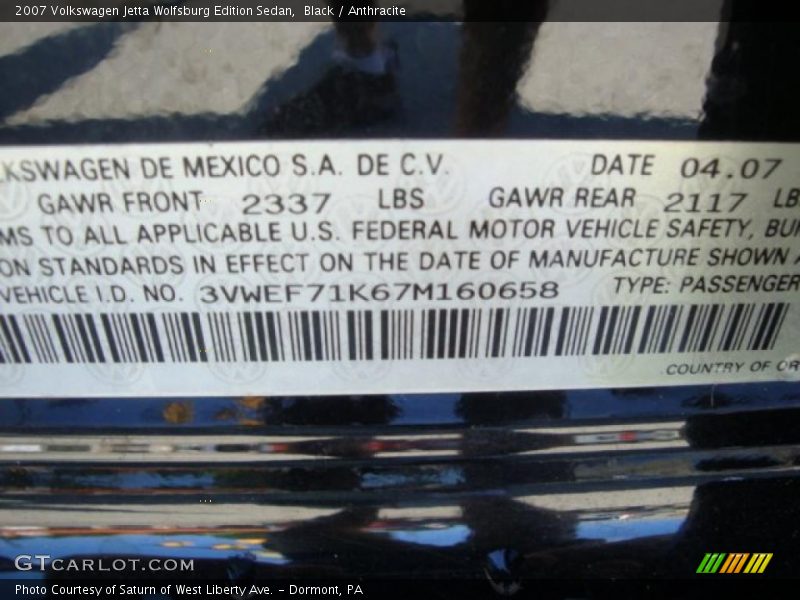 2007 Volkswagen Jetta Wolfsburg Edition Sedan, Black / Anthracite
KSWAGEN DE MEXICO S.A. DE C.V. DATE 04.07
GAWR FRONT 2337 LBS GAWR REAR 2117 LB
MS TO ALL APPLICABLE U.S. FEDERAL MOTOR VEHICLE SAFETY, BU
ON STANDARDS IN EFFECT ON THE DATE OF MANUFACTURE SHOWN A
VEHICLE I.D. NO. 3VWEF71K67M160658 TYPE: PASSENGER
COUNTRY OF OR
GTCARLOT.COM
Photo Courtesy of Saturn of West Liberty Ave. - Dormont, PA